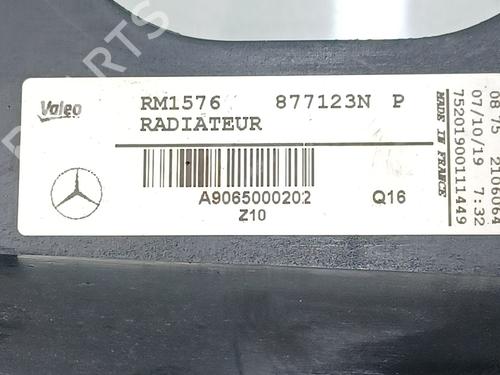 Valeo
RM1576 877123N P
RADIATEUR
A9065000202
Z10
Q16
08 75 2106064
07/10/19 7:32
MADE IN FRANCE
75201900111449
PARTS